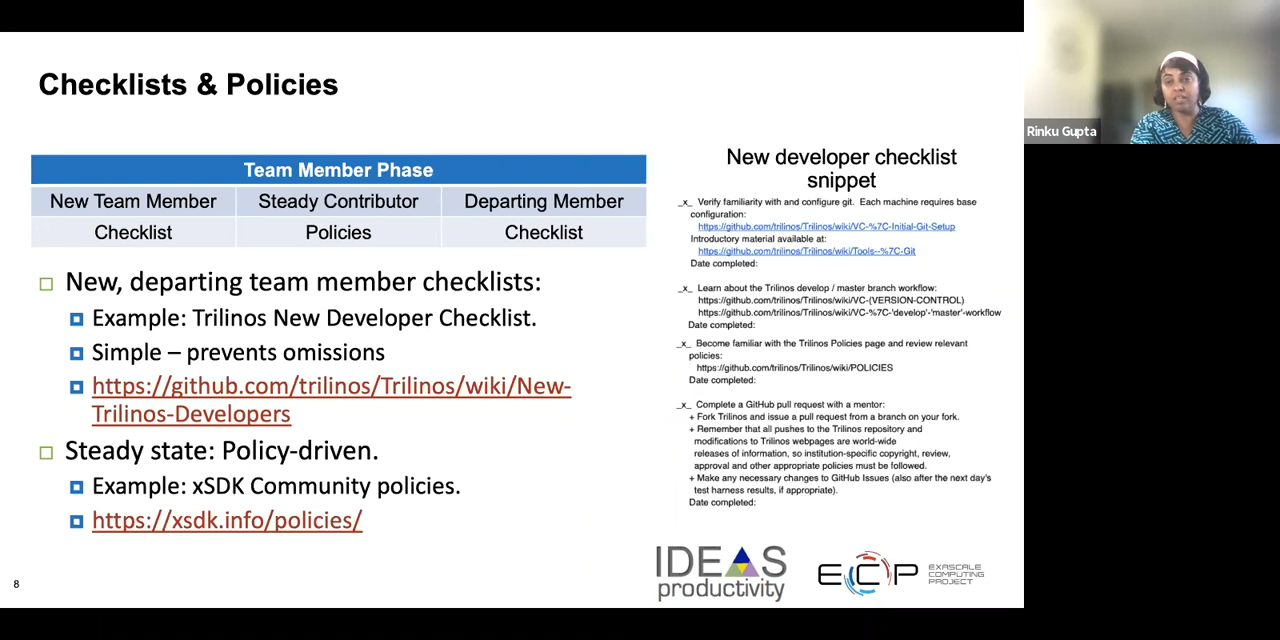 Checklists & Policies
Rinku Gupta
Team Member Phase
New Team Member Steady Contributor Departing Member
Checklist Policies Checklist
New, departing team member checklists:
Example: Trilinos New Developer Checklist.
Simple – prevents omissions
https://github.com/trilinos/Trilinos/wiki/New-
Trilinos-Developers
Steady state: Policy-driven.
Example: xSDK Community policies.
https://xsdk.info/policies/
New developer checklist
snippet
_x_ Verify familiarity with and configure git. Each machine requires base
configuration:
https://github.com/trilinos/Trilinos/wiki/VC-%7C-Initial-Git-Setup
Introductory material available at:
https://github.com/trilinos/Trilinos/wiki/Tools--%7C-Git
Date completed:
_x_ Learn about the Trilinos develop / master branch workflow:
https://github.com/trilinos/Trilinos/wiki/VC-(VERSION-CONTROL)
https://github.com/trilinos/Trilinos/wiki/VC-%7C-'develop'-'master'-workflow
Date completed:
_x_ Become familiar with the Trilinos Policies page and review relevant
policies:
https://github.com/trilinos/Trilinos/wiki/POLICIES
Date completed:
_x_ Complete a GitHub pull request with a mentor:
+ Fork Trilinos and issue a pull request from a branch on your fork.
+ Remember that all pushes to the Trilinos repository and
modifications to Trilinos webpages are world-wide
releases of information, so institution-specific copyright, review,
approval and other appropriate policies must be followed.
+ Make any necessary changes to GitHub Issues (also after the next day's
test harness results, if appropriate).
Date completed:
8
IDEAS
productivity
ECP
EXASCALE
COMPUTING
PROJECT